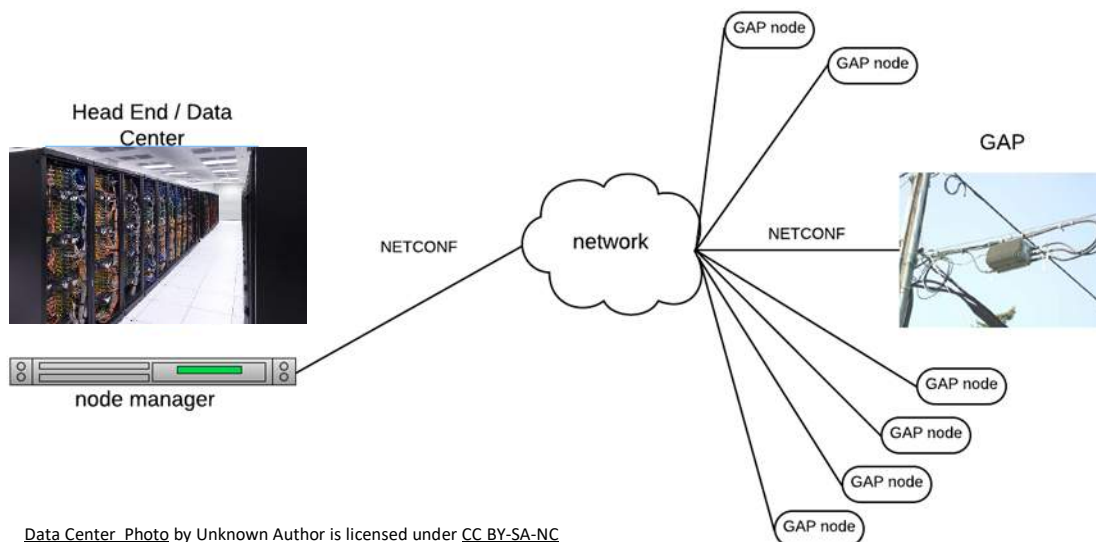 GAP node
GAP node
Head End / Data
Center
GAP
NETCONF
network
NETCONF
node manager
GAP node
GAP node
GAP node
GAP node
Data Center Photo by Unknown Author is licensed under CC BY-SA-NC